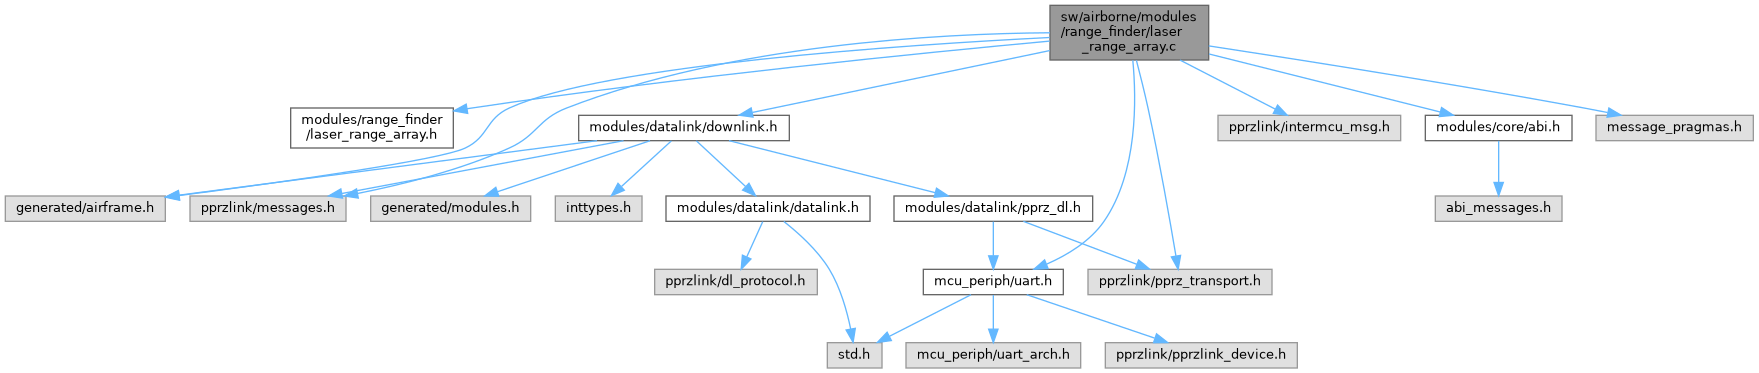 sw/airborne/modules
/range_finder/laser
_range_array.c
modules/range_finder
/laser_range_array.h
modules/datalink/downlink.h
pprzlink/intermcu_msg.h
modules/core/abi.h
message_pragmas.h
generated/airframe.h
pprzlink/messages.h
generated/modules.h
inttypes.h
modules/datalink/datalink.h
modules/datalink/pprz_dl.h
abi_messages.h
pprzlink/dl_protocol.h
mcu_periph/uart.h
pprzlink/pprz_transport.h
std.h
mcu_periph/uart_arch.h
pprzlink/pprzlink_device.h